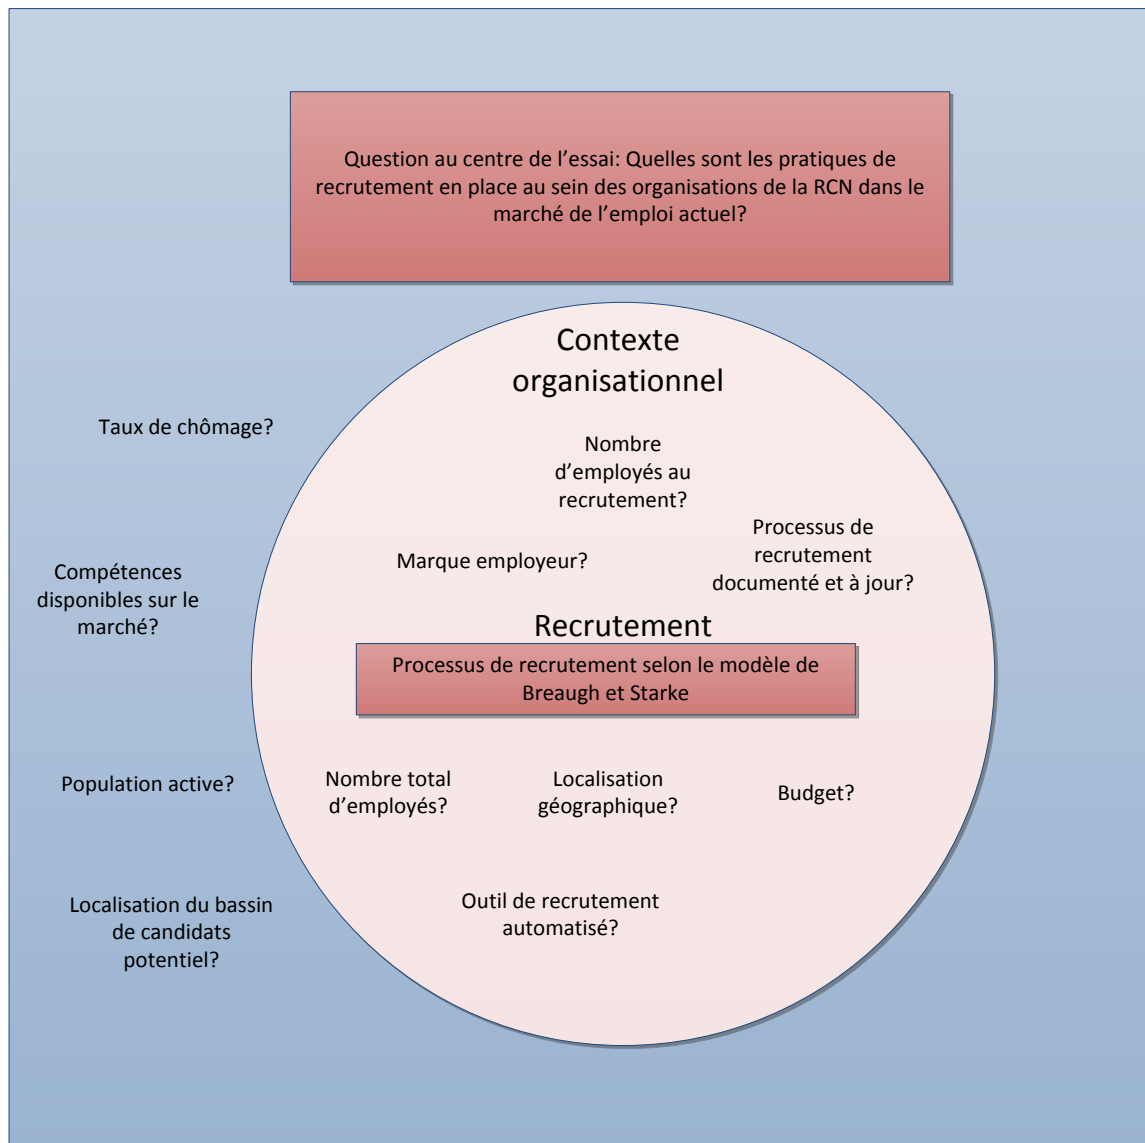 Question au centre de l’essai: Quelles sont les pratiques de
recrutement en place au sein des organisations de la RCN dans le
marché de l’emploi actuel?
Contexte
organisationnel
Taux de chômage?
Nombre
d’employés au
recrutement?
Processus de
recrutement
documenté et à jour?
Marque employeur?
Compétences
disponibles sur le
marché?
Recrutement
Processus de recrutement selon le modèle de
Breaugh et Starke
Population active?
Nombre total
d’employés?
Localisation
géographique?
Budget?
Localisation du bassin
de candidats
potentiel?
Outil de recrutement
automatisé?